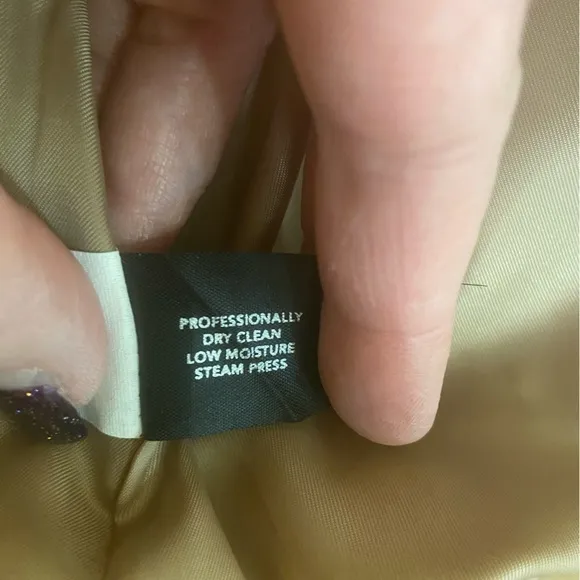 PROFESSIONALLY
DRY CLEAN
LOW MOISTURE
STEAM PRESS